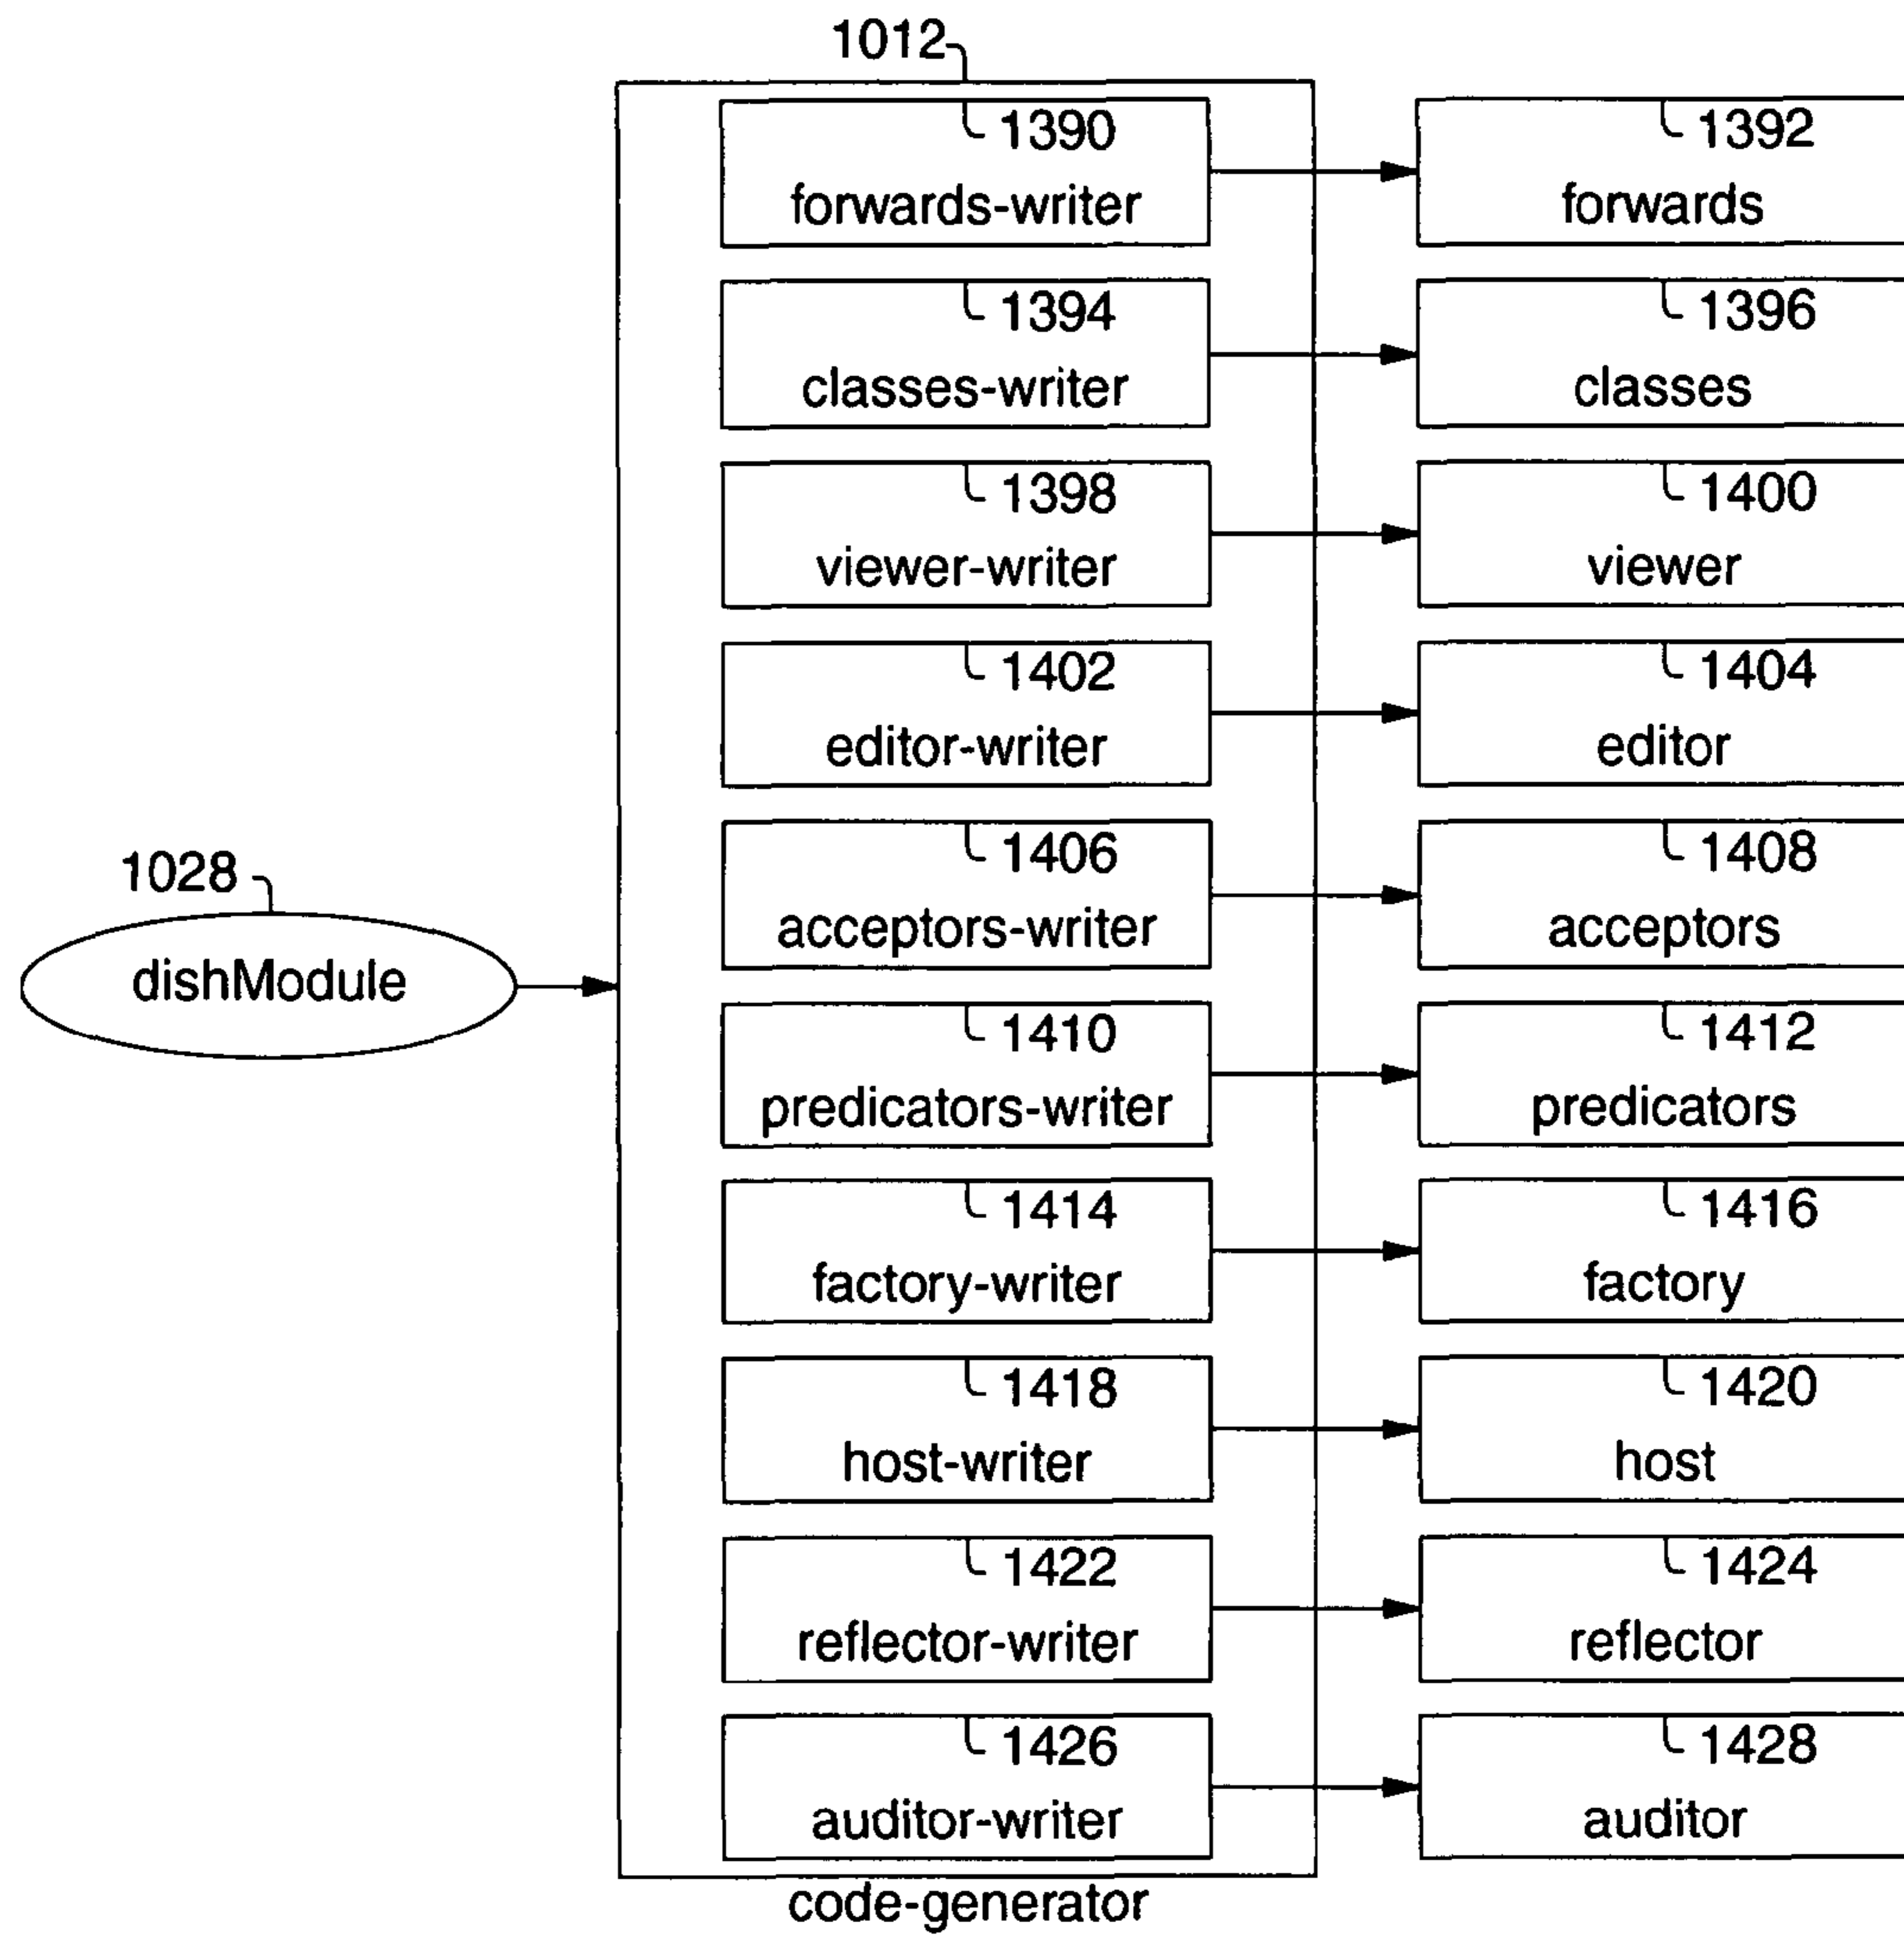 1012
1390
1392
forwards-writer
forwards
1394
1396
classes-writer
classes
1398
1400
viewer-writer
viewer
1402
1404
editor-writer
editor
1406
1408
acceptors-writer
acceptors
1028
dishModule
1410
1412
predicators-writer
predicators
1414
1416
factory-writer
factory
1418
1420
host-writer
host
1422
1424
reflector-writer
reflector
1426
1428
auditor-writer
auditor
code-generator